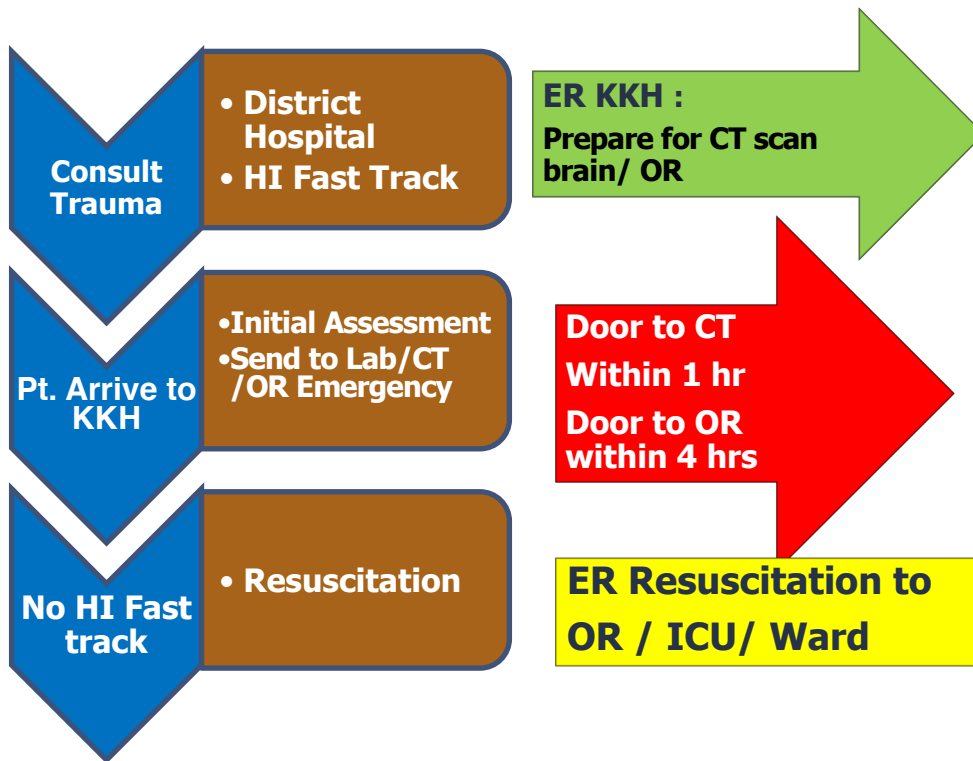 Consult
Trauma
• District
Hospital
• HI Fast Track
ER KKH :
Prepare for CT scan
brain/ OR
Pt. Arrive to
KKH
•Initial Assessment
•Send to Lab/CT
/OR Emergency
Door to CT
Within 1 hr
Door to OR
within 4 hrs
No HI Fast
track
• Resuscitation
ER Resuscitation to
OR / ICU/ Ward